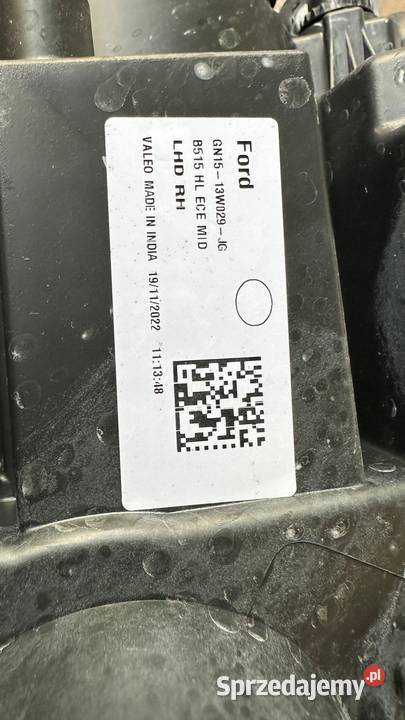 Ford
GN15-13W029-JG
B515 HL ECE MID
LHD RH
VALEO MADE IN INDIA 19/11/2022 11:13:48
Sprzedajemy.pl